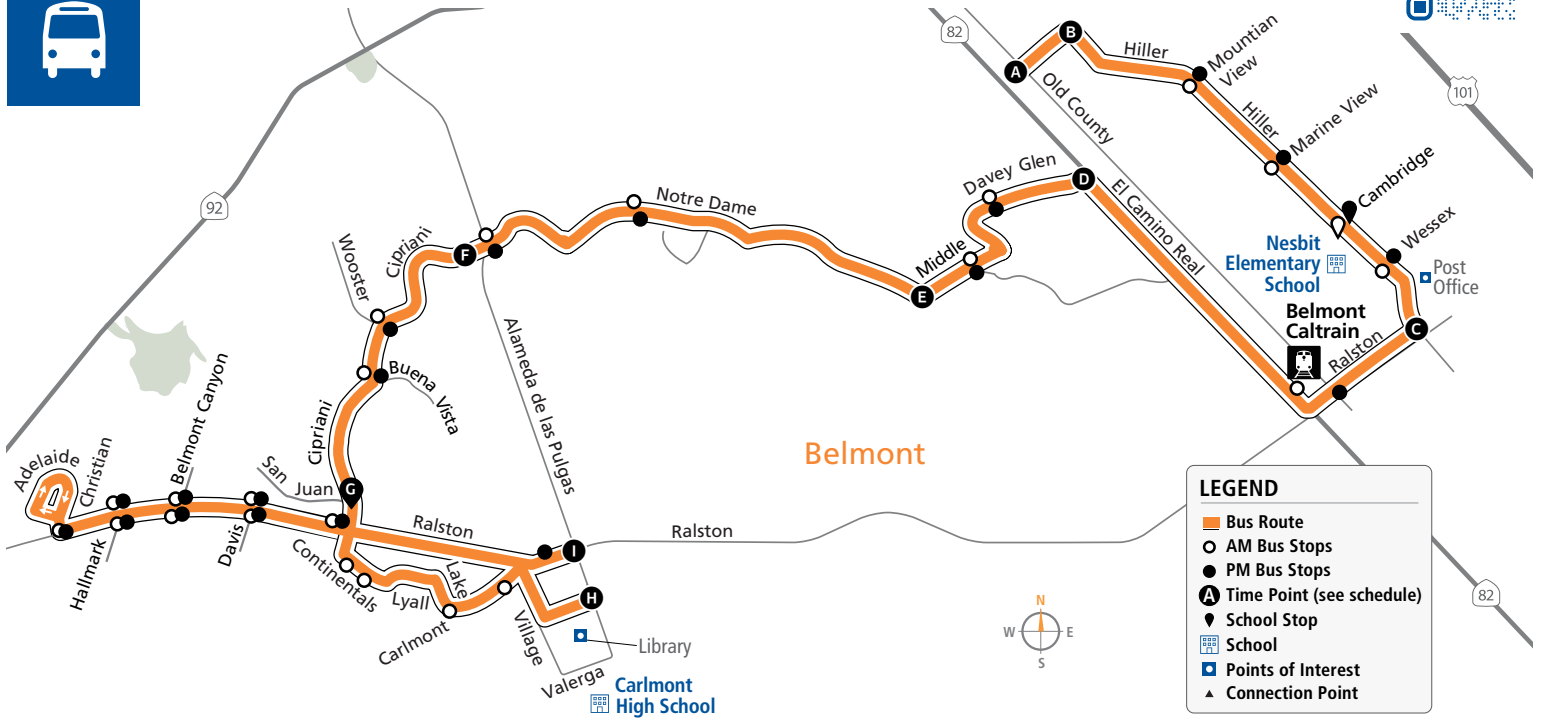 82
A
B
Hiller
Mountian
View
Old County
101
Hiller
Marine View
Cambridge
Davey Glen
D
El Camino Real
Wessex
92
Notre Dame
Cipriani
F
Wooster
Middle
E
Nesbit
Elementary
School
Post
Office
Belmont
Caltrain
C
Ralston
Alameda de las Pulgas
Buena
Vista
Belmont Canyon
Cipriani
Belmont
Adelaide
Christian
San
Juan
G
Ralston
Ralston
I
Hallmark
Davis
Continentals
Lake
Lyall
H
Carlmont
Village
Library
Valerga
Carlmont
High School
N
W
E
S
82
LEGEND
Bus Route
AM Bus Stops
PM Bus Stops
A Time Point (see schedule)
School Stop
School
Points of Interest
Connection Point